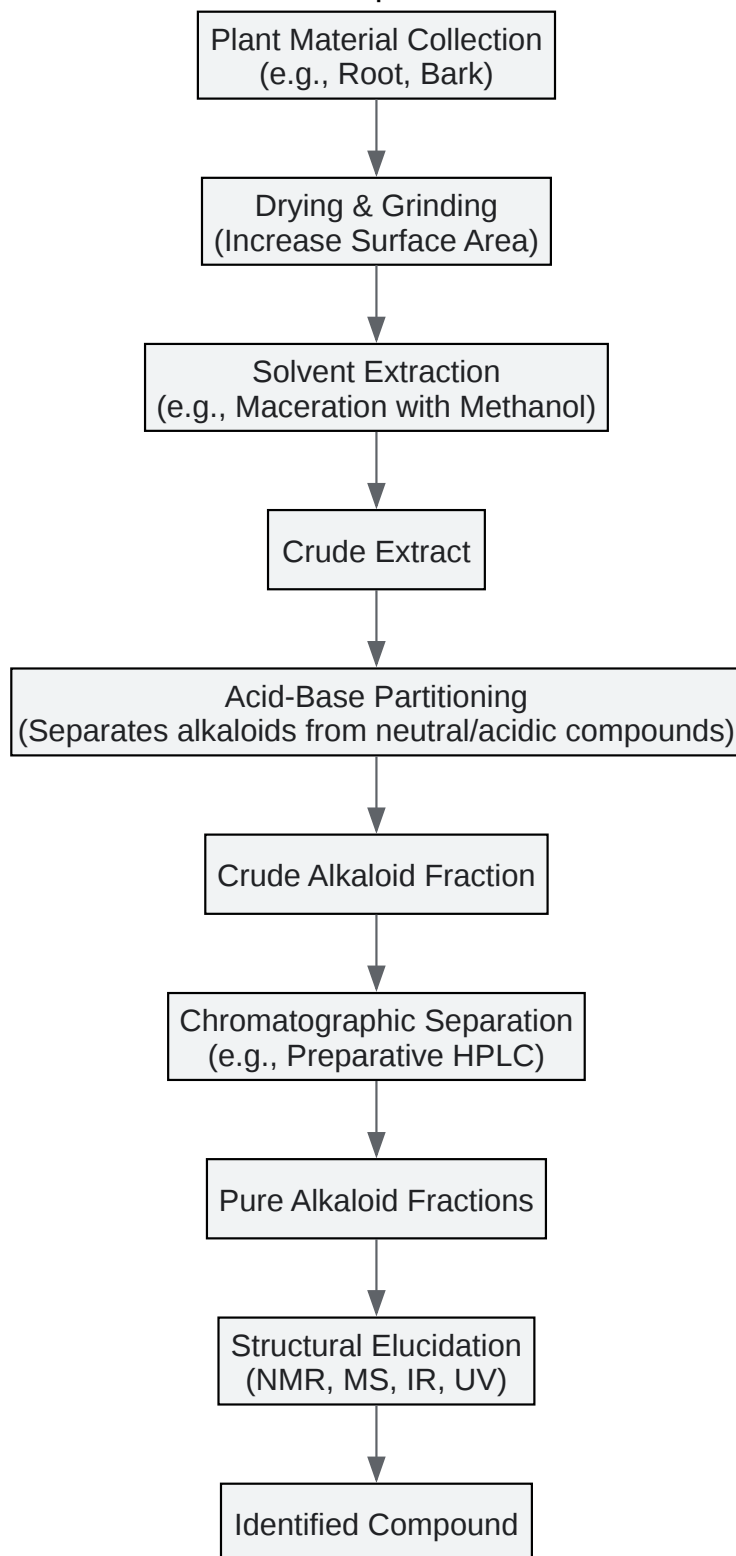 Plant Material Collection
(e.g., Root, Bark)
Drying & Grinding
(Increase Surface Area)
Solvent Extraction
(e.g., Maceration with Methanol)
Crude Extract
Acid-Base Partitioning
(Separates alkaloids from neutral/acidic compounds)
Crude Alkaloid Fraction
Chromatographic Separation
(e.g., Preparative HPLC)
Pure Alkaloid Fractions
Structural Elucidation
(NMR, MS, IR, UV)
Identified Compound